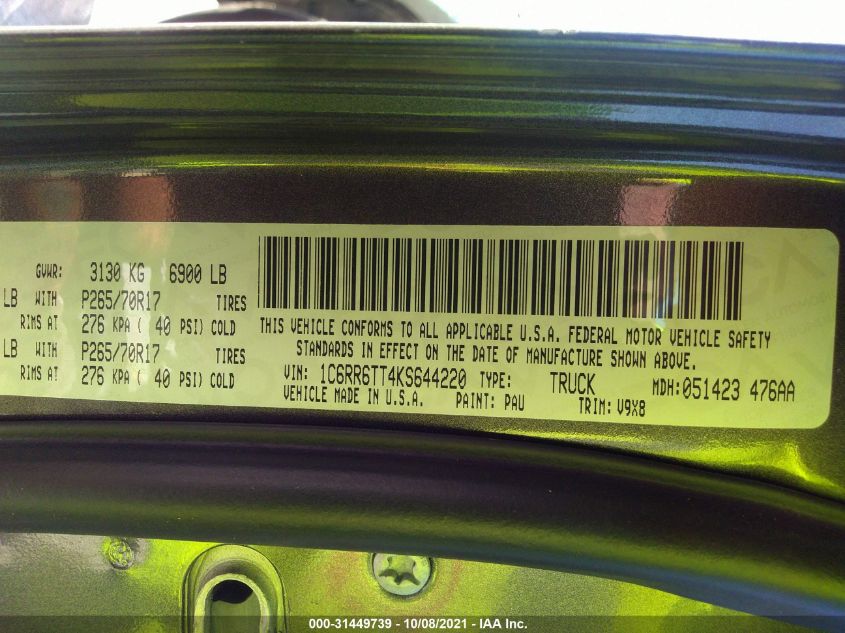 GVWR: 3130 KG 6900 LB
LB WITH P265/70R17 TIRES
RIMS AT 276 KPA ( 40 PSI) COLD
LB WITH P265/70R17 TIRES
RIMS AT 276 KPA ( 40 PSI) COLD
THIS VEHICLE CONFORMS TO ALL APPLICABLE U.S.A. FEDERAL MOTOR VEHICLE SAFETY
STANDARDS IN EFFECT ON THE DATE OF MANUFACTURE SHOWN ABOVE.
VIN: 1C6RR6TT4KS644220 TYPE: TRUCK MDH:051423 476AA
VEHICLE MADE IN U.S.A. PAINT: PAU TRIM: V9X8
000-31449739 - 10/08/2021 - IAA Inc.